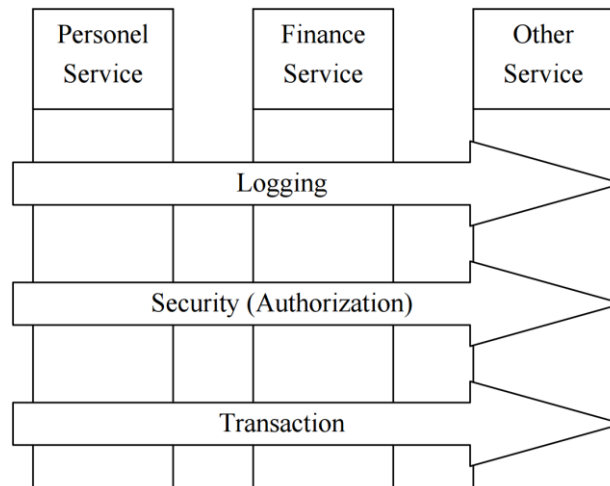 Personel
Service
Finance
Service
Other
Service
Logging
Security (Authorization)
Transaction